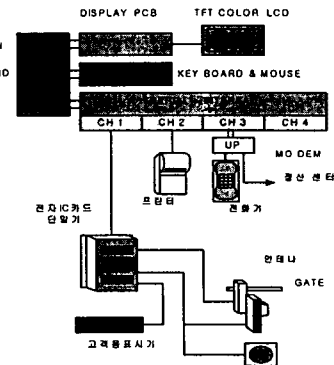 DISPLAY PCB
TFT COLOR LCD
KEY BOARD & MOUSE
CH 1
CH 2
CH 3
CH 4
UP
MODEM
정산 센터
프린터
전화기
전자IC카드
단말기
안테나
GATE
고객용표시기